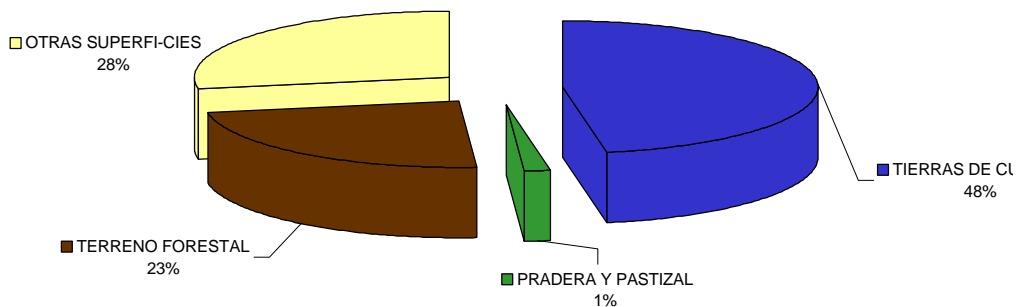 OTRAS SUPERFI-CIES
28%
TIERRAS DE CU
48%
TERRENO FORESTAL
23%
PRADERA Y PASTIZAL
1%